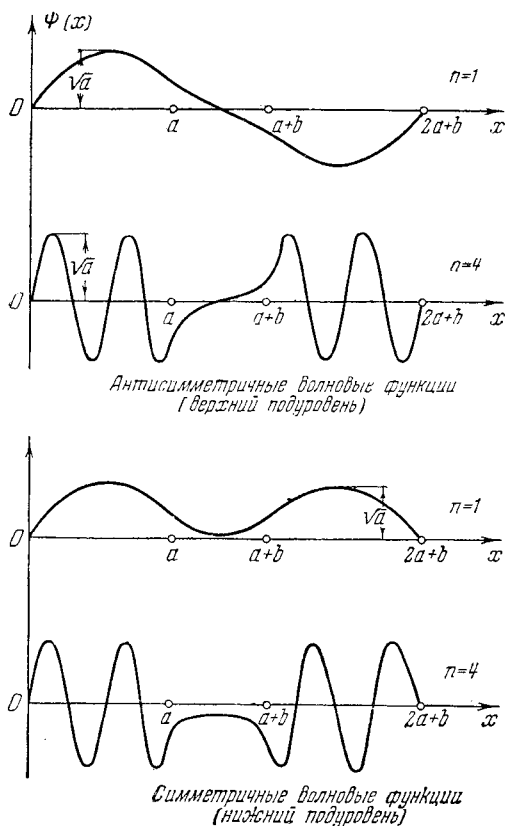 Ψ(x)
√a
n=1
0
a
a+b
2a+b
x
√a
n=4
0
a
a+b
2a+b
x
Антисимметричные волновые функции
(верхний подуровень)
√a
n=1
0
a
a+b
2a+b
x
n=4
0
a
a+b
2a+b
x
Симметричные волновые функции
(нижний подуровень)